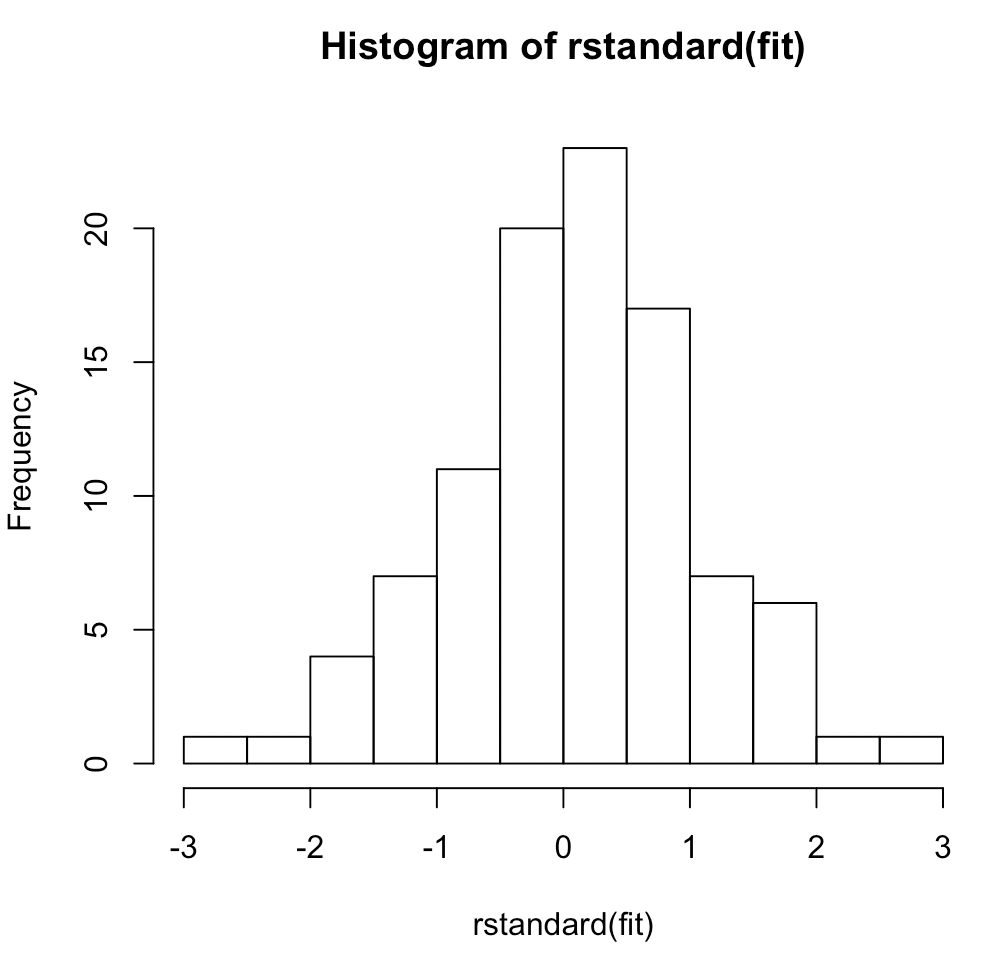 Histogram of rstandard(fit)
Frequency
20
15
10
5
0
-3 -2 -1 0 1 2 3
rstandard(fit)